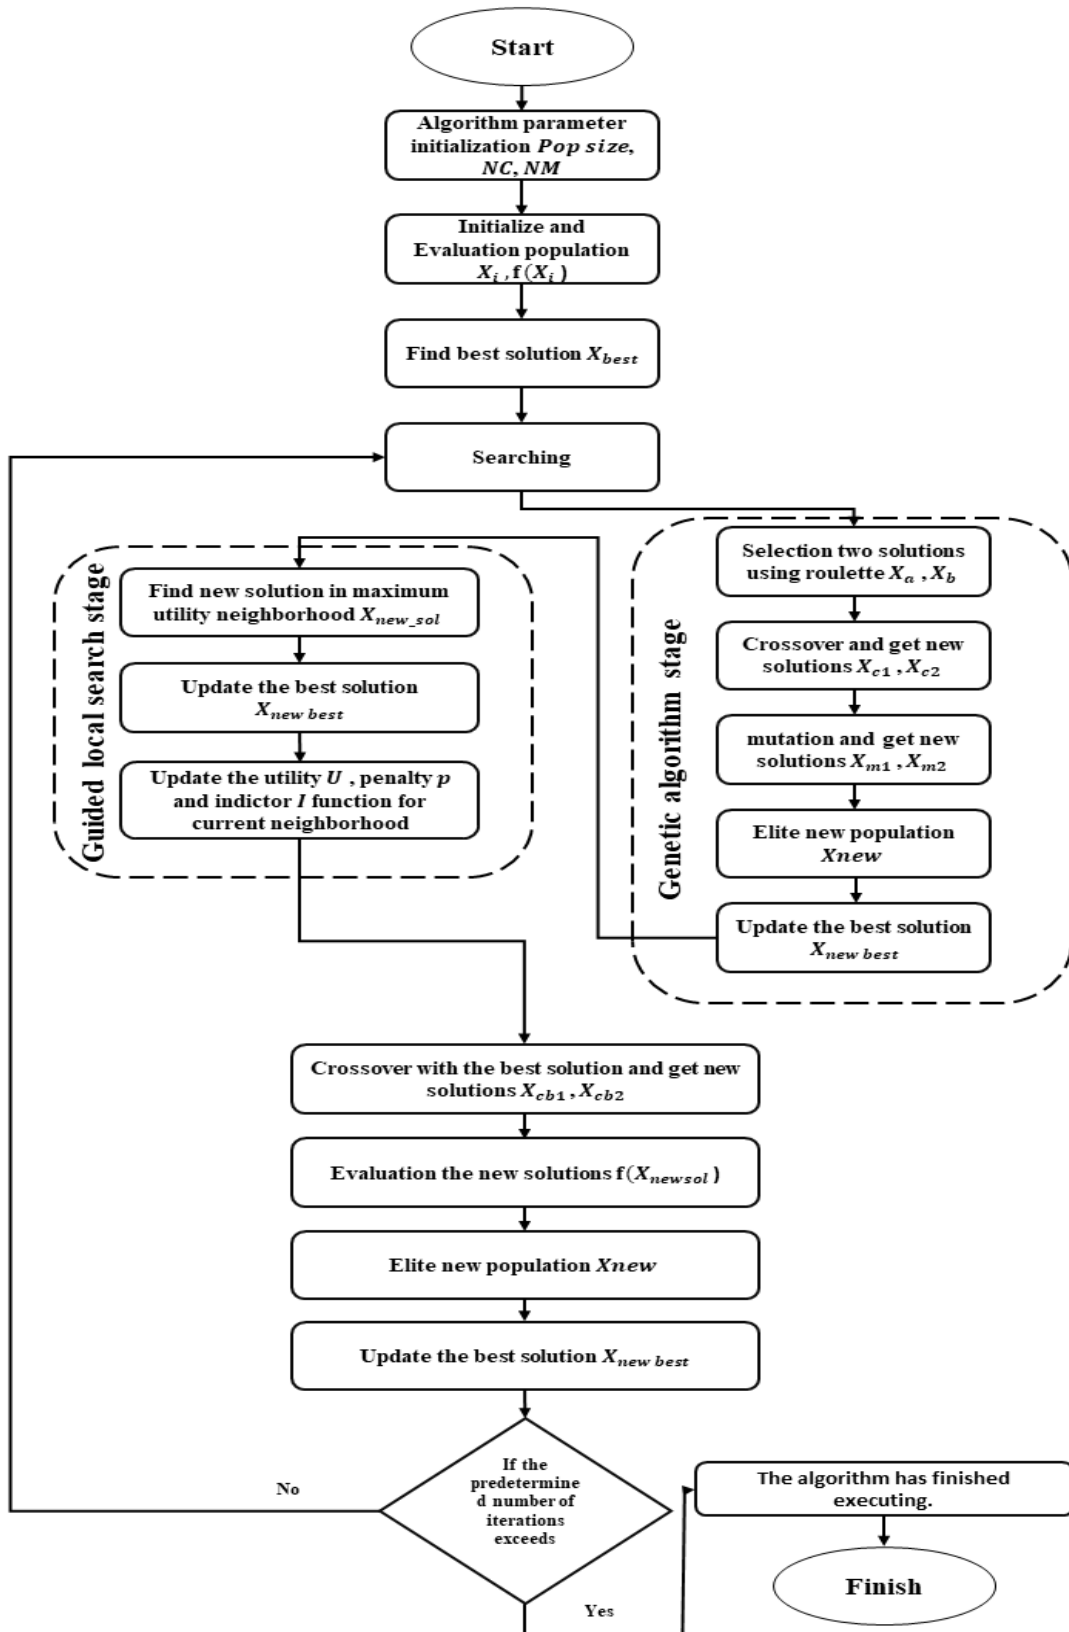 Start
Algorithm parameter
initialization Pop size,
NC, NM
Initialize and
Evaluation population
X_i , f (X_i )
Find best solution X_best
Searching
Selection two solutions
using roulette X_a , X_b
Crossover and get new
solutions X_c1 , X_c2
mutation and get new
solutions X_m1 , X_m2
Elite new population
Xnew
Update the best solution
X_new best
Genetic algorithm stage
Guided local search stage
Find new solution in maximum
utility neighborhood X_new_sol
Update the best solution
X_new best
Update the utility U , penalty p
and indictor I function for
current neighborhood
Crossover with the best solution and get new
solutions X_cb1 , X_cb2
Evaluation the new solutions f(X_newsol )
Elite new population Xnew
Update the best solution X_new best
If the
predetermine
d number of
iterations
exceeds
No
Yes
The algorithm has finished
executing.
Finish